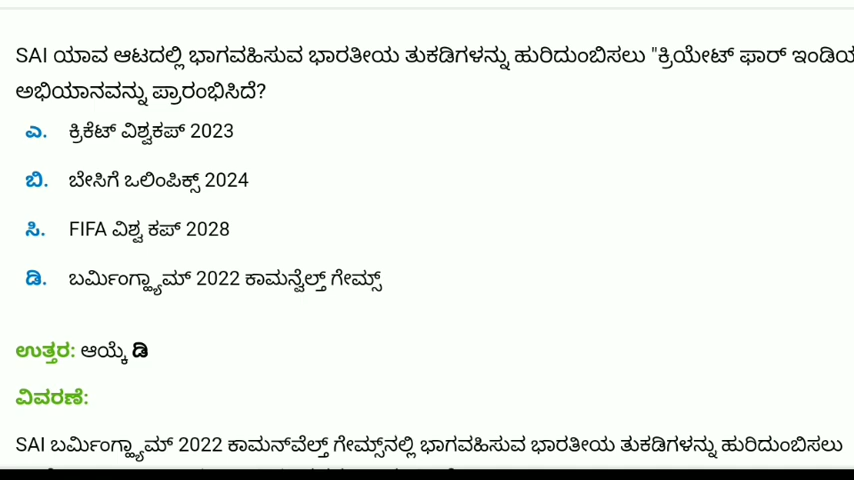 SAI ಯಾವ ಆಟದಲ್ಲಿ ಭಾಗವಹಿಸುವ ಭಾರತೀಯ ತುಕಡಿಗಳನ್ನು ಹುರಿದುಂಬಿಸಲು "ಕ್ರಿಯೇಟ್ ಫಾರ್ ಇಂಡಿಯ
ಅಭಿಯಾನವನ್ನು ಪ್ರಾರಂಭಿಸಿದೆ?
ಎ. ಕ್ರಿಕೆಟ್ ವಿಶ್ವಕಪ್ 2023
ಬಿ. ಬೇಸಿಗೆ ಒಲಿಂಪಿಕ್ಸ್ 2024
ಸಿ. FIFA ವಿಶ್ವ ಕಪ್ 2028
ಡಿ. ಬರ್ಮಿಂಗ್ಹ್ಯಾಮ್ 2022 ಕಾಮನ್ವೆಲ್ತ್ ಗೇಮ್ಸ್
ಉತ್ತರ: ಆಯ್ಕೆ ಡಿ
ವಿವರಣೆ:
SAI ಬರ್ಮಿಂಗ್ಹ್ಯಾಮ್ 2022 ಕಾಮನ್‌ವೆಲ್ತ್ ಗೇಮ್ಸ್‌ನಲ್ಲಿ ಭಾಗವಹಿಸುವ ಭಾರತೀಯ ತುಕಡಿಗಳನ್ನು ಹುರಿದುಂಬಿಸಲು